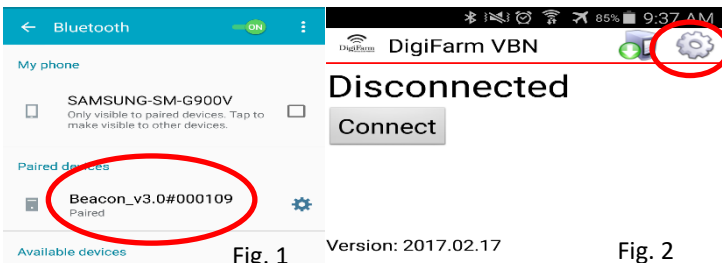 Bluetooth
ON
My phone
SAMSUNG-SM-G900V
Only visible to paired devices. Tap to
make visible to other devices.
Paired devices
Beacon_v3.0#000109
Paired
Available devices
Fig. 1
85% 9:37 AM
DigiFarm DigiFarm VBN
Disconnected
Connect
Version: 2017.02.17
Fig. 2